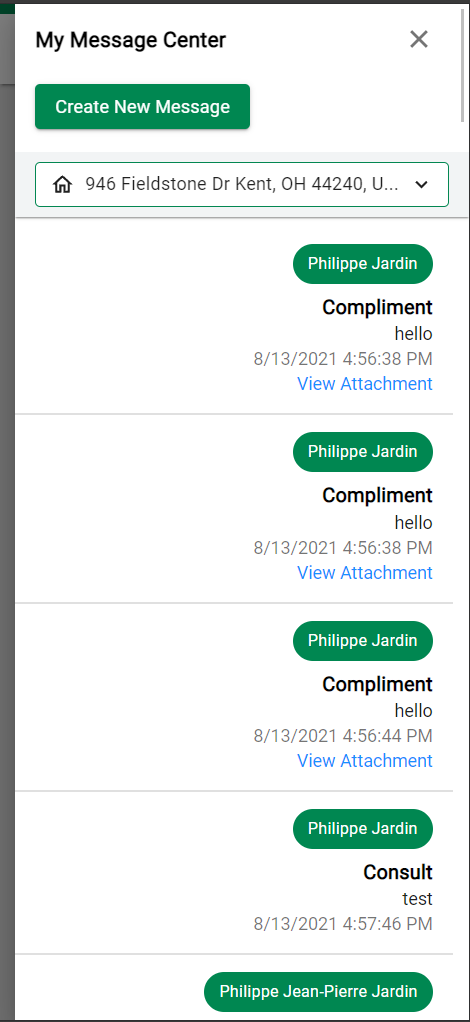 My Message Center
Create New Message
946 Fieldstone Dr Kent, OH 44240, U...
Philippe Jardin
Compliment
hello
8/13/2021 4:56:38 PM
View Attachment
Philippe Jardin
Compliment
hello
8/13/2021 4:56:38 PM
View Attachment
Philippe Jardin
Compliment
hello
8/13/2021 4:56:44 PM
View Attachment
Philippe Jardin
Consult
test
8/13/2021 4:57:46 PM
Philippe Jean-Pierre Jardin